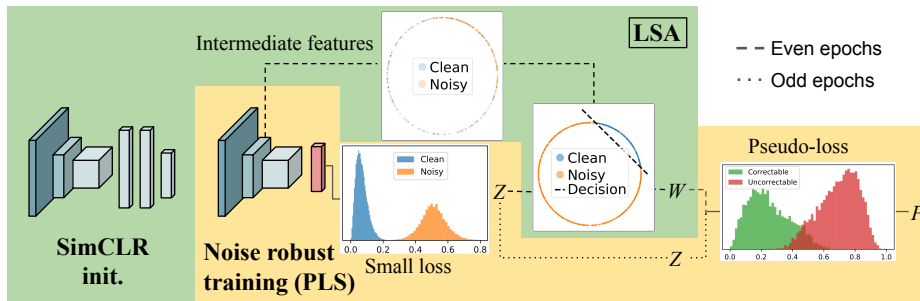 Intermediate features
LSA
Clean
Noisy
Even epochs
Odd epochs
SimCLR
init.
Noise robust
training (PLS)
Clean
Noisy
0.0 0.2 0.4 0.6 0.8
Small loss
Clean
Noisy
Decision
Z
W
Z
Pseudo-loss
Correctable
Uncorrectable
0.0 0.2 0.4 0.6 0.8 1.0